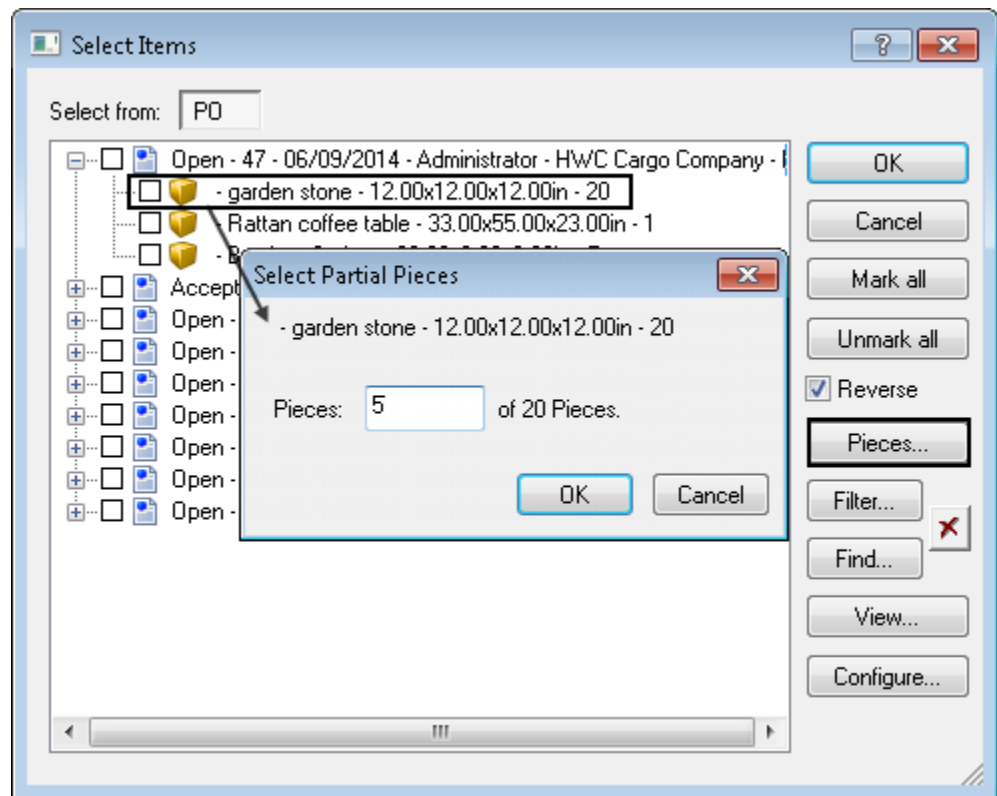 Select Items
Select from: PO
Open - 47 - 06/09/2014 - Administrator - HWC Cargo Company -
- garden stone - 12.00x12.00x12.00in - 20
- Rattan coffee table - 33.00x55.00x23.00in - 1
Accept
Open -
Open -
Open -
Open -
Open -
Open -
Open -
Select Partial Pieces
- garden stone - 12.00x12.00x12.00in - 20
Pieces: 5 of 20 Pieces.
OK Cancel
OK
Cancel
Mark all
Unmark all
Reverse
Pieces...
Filter...
Find...
View...
Configure...